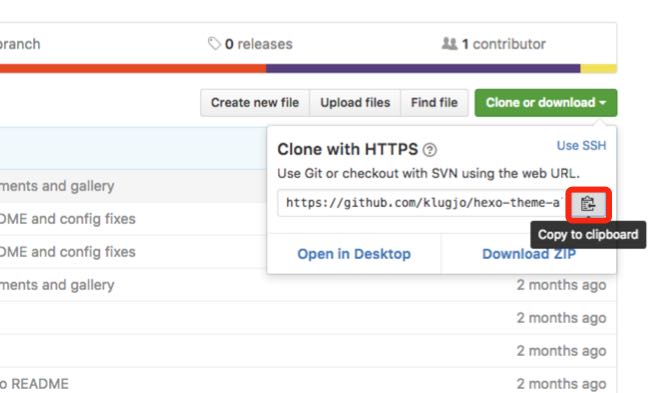 branch
0 releases
1 contributor
Create new file
Upload files
Find file
Clone or download
Clone with HTTPS
Use SSH
Use Git or checkout with SVN using the web URL.
https://github.com/klugjo/hexo-theme-a
Copy to clipboard
Open in Desktop
Download ZIP
ments and gallery
DME and config fixes
DME and config fixes
ments and gallery
2 months ago
2 months ago
2 months ago
o README
2 months ago